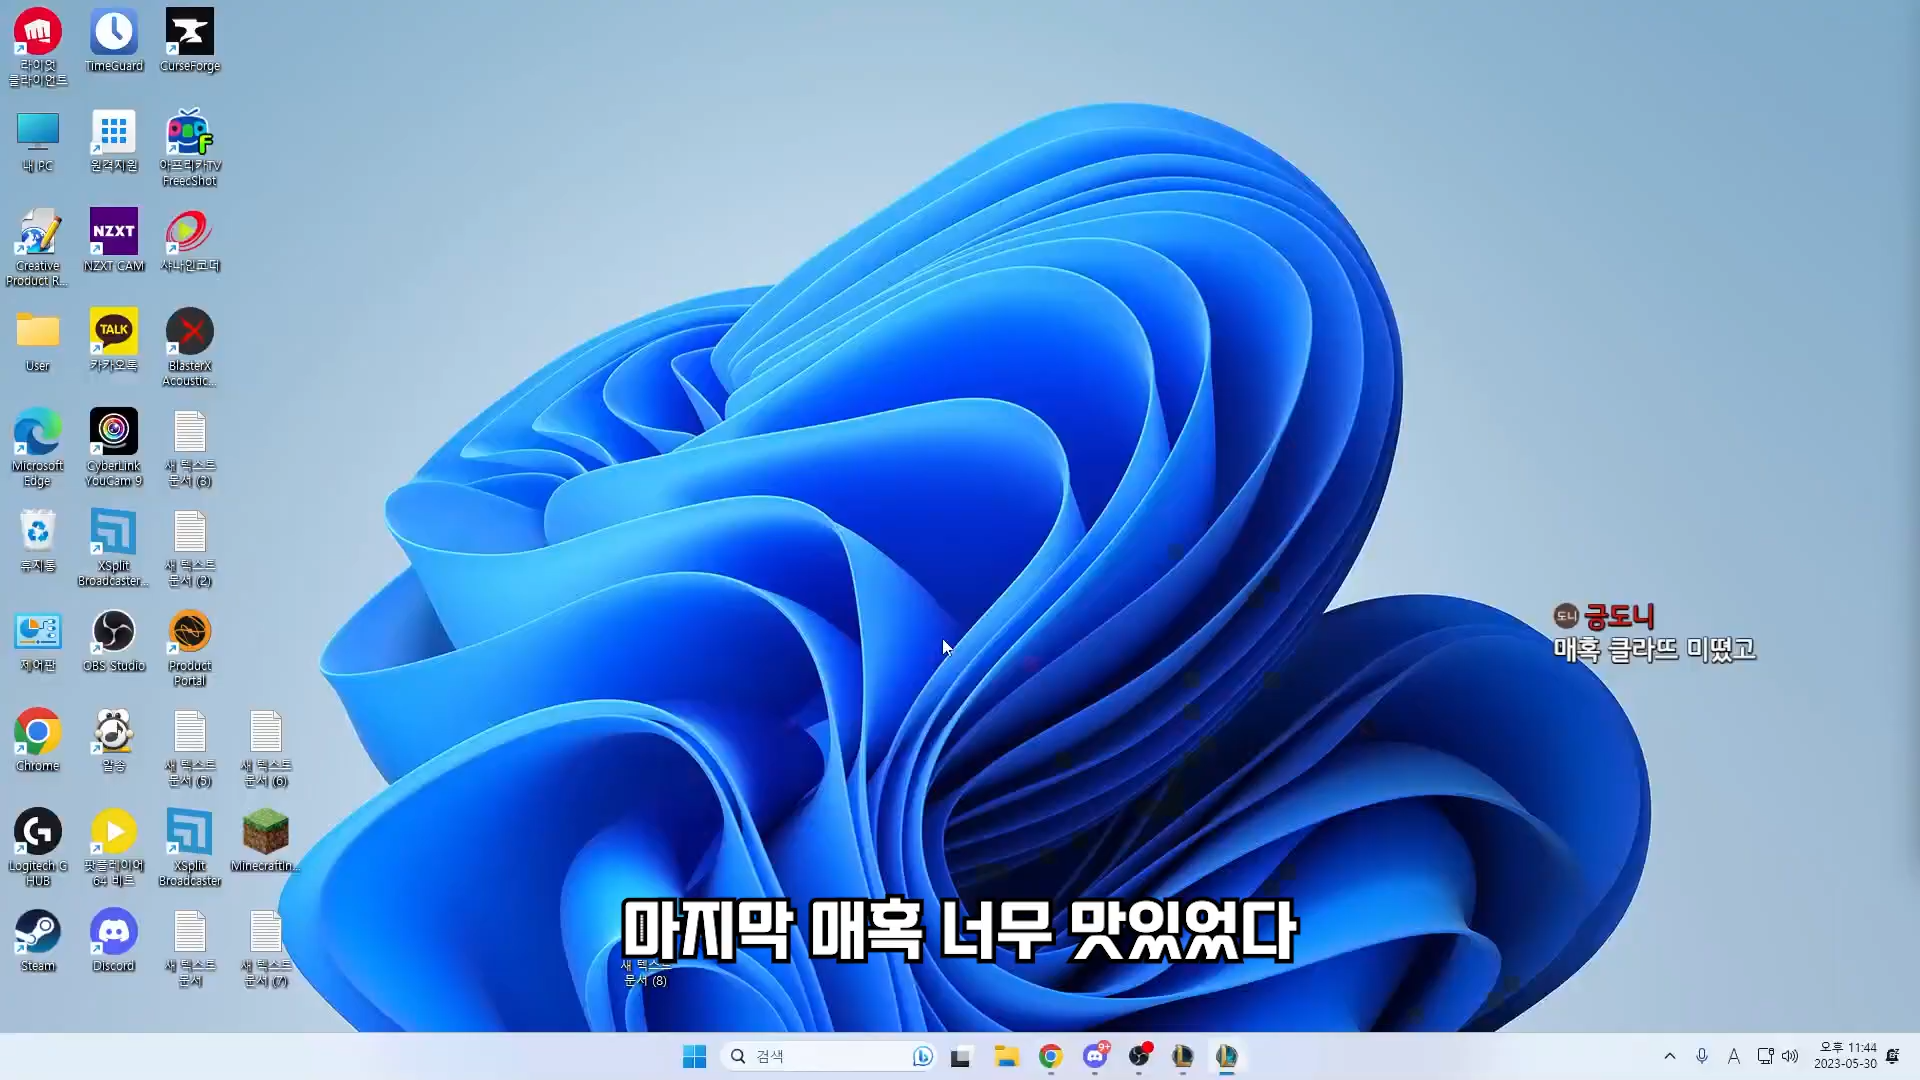 라이엇
클라이언트
TimeGuard
CurseForge
내 PC
원격지원
아프리카TV
FreecShot
Creative
Product R...
NZXT
NZXT CAM
샤나인코더
User
TALK
카카오톡
BlasterX
Acoustic...
Microsoft
Edge
CyberLink
YouCam 9
새 텍스트
문서 (3)
휴지통
XSplit
Broadcaster...
새 텍스트
문서 (2)
제어판
OBS Studio
Product
Portal
Chrome
알송
새 텍스트
문서 (5)
새 텍스트
문서 (6)
Logitech G
HUB
팟플레이어
64 비트
XSplit
Broadcaster
MinecraftIn...
Steam
Discord
새 텍스트
문서
새 텍스트
문서 (7)
도니 긍도니
매혹 클라뜨 미쪘고
마지막 매혹 너무 맛있었다
새 텍스트
문서 (8)
검색
9+
A
오후 11:44
2023-05-30